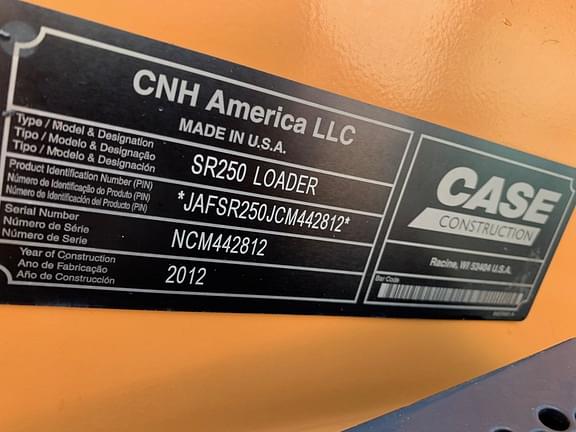 CNH America LLC
MADE IN U.S.A.
Type / Model & Designation
Tipo / Modelo & Designação
Tipo / Modelo & Designación
SR250 LOADER
Product Identification Number (PIN)
Número de Identificação do Produto (PIN)
Número de Identificación del Producto (PIN)
*JAFSR250JCM442812*
Serial Number
Número de Série
Número de Serie
NCM442812
Year of Construction
Ano de Fabricação
Año de Construcción
2012
CASE
CONSTRUCTION
Racine, WI 53404 U.S.A.
Bar Code